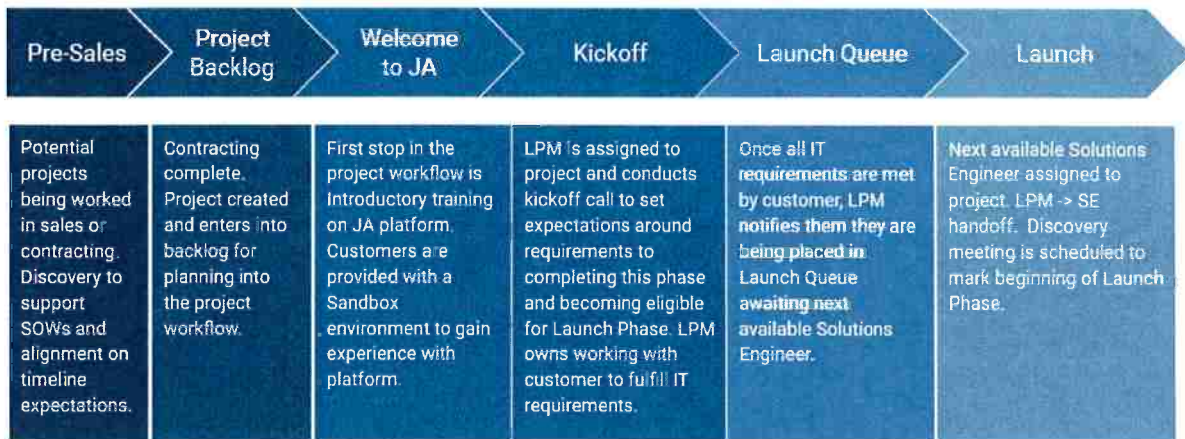 Pre-Sales
Project
Backlog
Welcome
to JA
Kickoff
Launch Queue
Launch
Potential
projects
being worked
in sales or
contracting.
Discovery to
support
SOWs and
alignment on
timeline
expectations.
Contracting
complete.
Project created
and enters into
backlog for
planning into
the project
workflow.
First stop in the
project workflow is
Introductory training
on JA platform.
Customers are
provided with a
Sandbox
environment to gain
experience with
platform.
LPM is assigned to
project and conducts
kickoff call to set
expectations around
requirements to
completing this phase
and becoming eligible
for Launch Phase. LPM
owns working with
customer to fulfill IT
requirements.
Once all IT
requirements are met
by customer, LPM
notifies them they are
being placed in
Launch Queue
awaiting next
available Solutions
Engineer.
Next available Solutions
Engineer assigned to
project. LPM -> SE
handoff. Discovery
meeting is scheduled to
mark beginning of Launch
Phase.